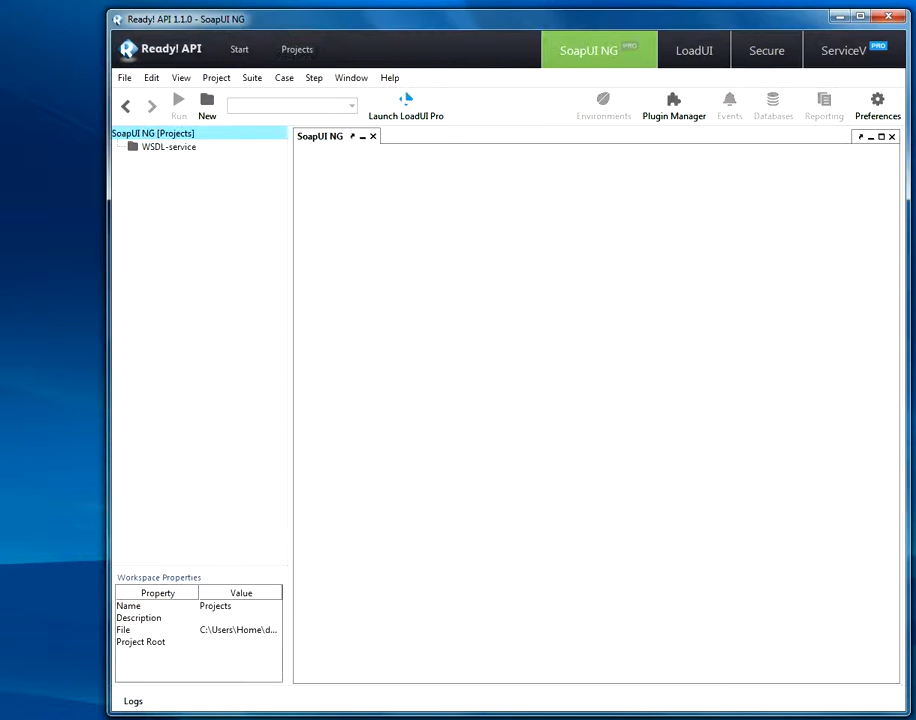 Ready! API 1.1.0 - SoapUI NG
Ready! API Start Projects SoapUI NG PRO LoadUI Secure ServiceV PRO
File Edit View Project Suite Case Step Window Help
Run New Launch LoadUI Pro Environments Plugin Manager Events Databases Reporting Preferences
SoapUI NG [Projects]
SoapUI NG
WSDL-service
Workspace Properties
Property Value
Name Projects
Description
File C:\Users\Home\d...
Project Root
Logs